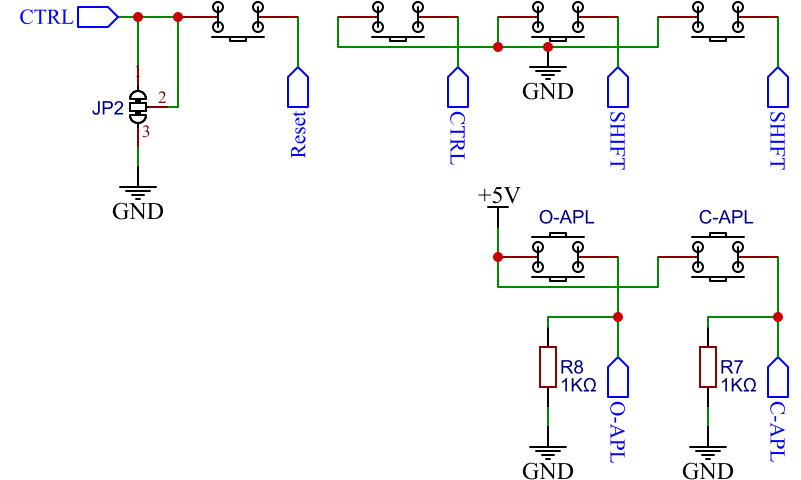 CTRL
1
JP2
2
3
GND
Reset
CTRL
GND
SHIFT
SHIFT
+5V
O-APL
C-APL
R8
1KΩ
O-APL
GND
R7
1KΩ
C-APL
GND